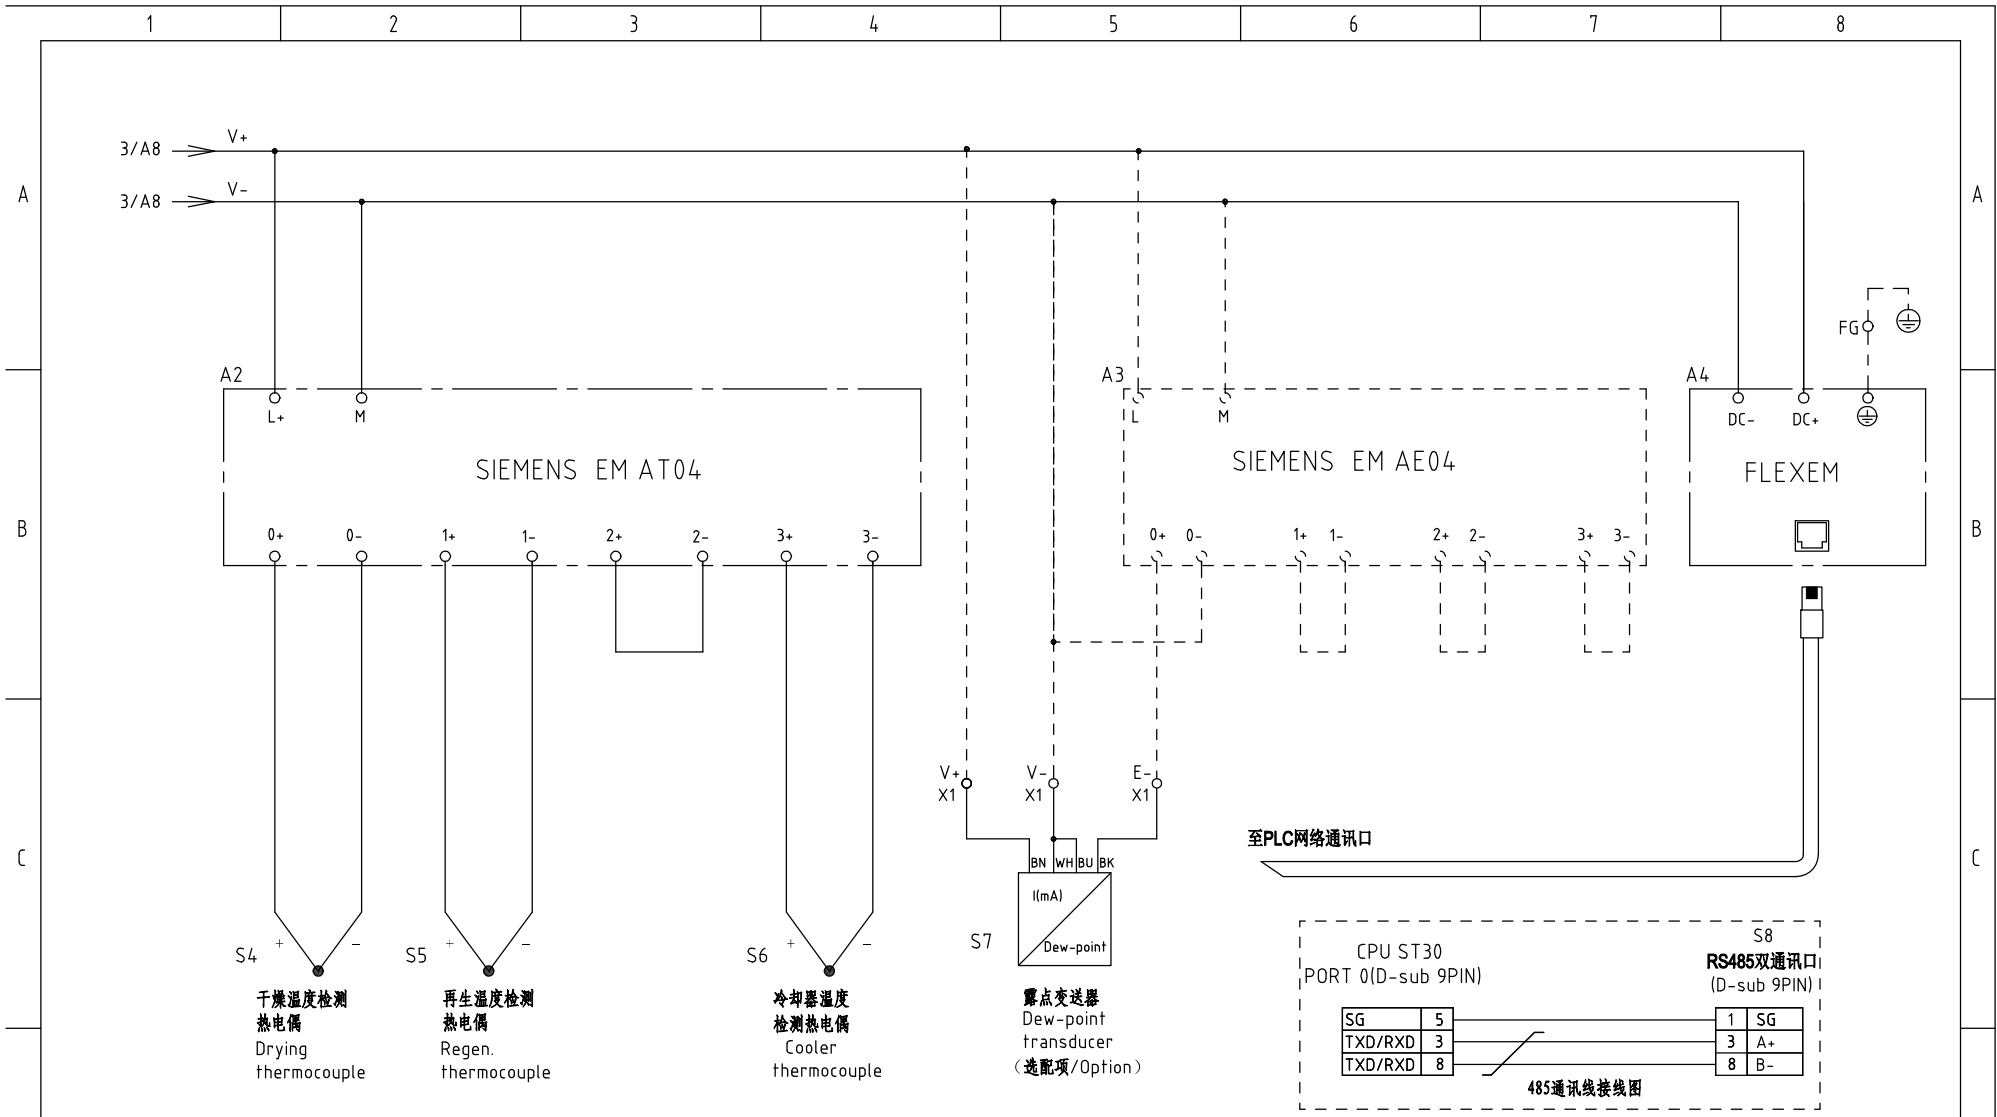 1 2 3 4 5 6 7 8
V+
3/A8
V-
3/A8
A A
FG
A2 A3 A4
L+ M L M DC- DC+
SIEMENS EM AT04
SIEMENS EM AE04
FLEXEM
B B
0+ 0- 1+ 1- 2+ 2- 3+ 3-
0+ 0- 1+ 1- 2+ 2- 3+ 3-
V+ V- E-
X1 X1 X1
至PLC网络通讯口
C C
BN WH BU BK
I(mA)
Dew-point
S4 + -
S5 + -
S6 + -
S7
干燥温度检测
热电偶
Drying
thermocouple
再生温度检测
热电偶
Regen.
thermocouple
冷却器温度
检测热电偶
Cooler
thermocouple
露点变送器
Dew-point
transducer
（选配项/Option）
CPU ST30
PORT 0(D-sub 9PIN)
S8
RS485双通讯口
(D-sub 9PIN)
SG 5 1 SG
TXD/RXD 3 3 A+
TXD/RXD 8 8 B-
485通讯线接线图